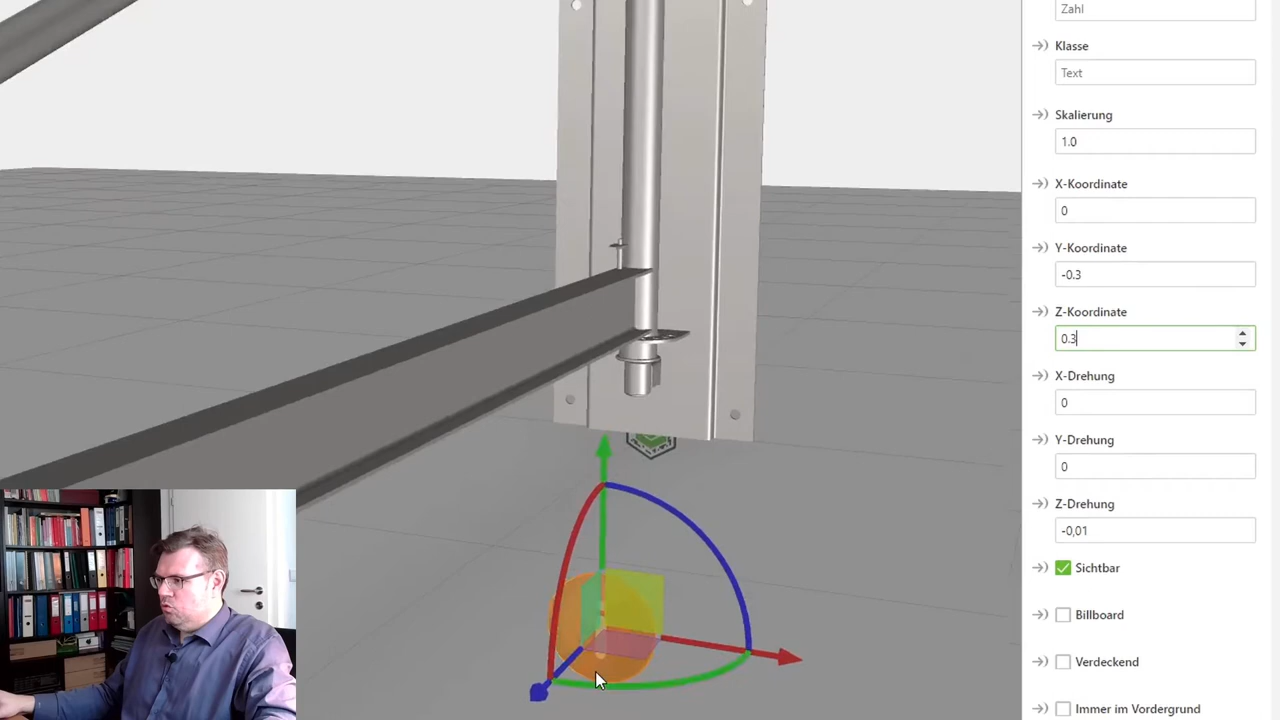 Zahl
Klasse
Text
Skalierung
1.0
X-Koordinate
0
Y-Koordinate
-0.3
Z-Koordinate
0.3
X-Drehung
0
Y-Drehung
0
Z-Drehung
-0,01
Sichtbar
Billboard
Verdeckend
Immer im Vordergrund